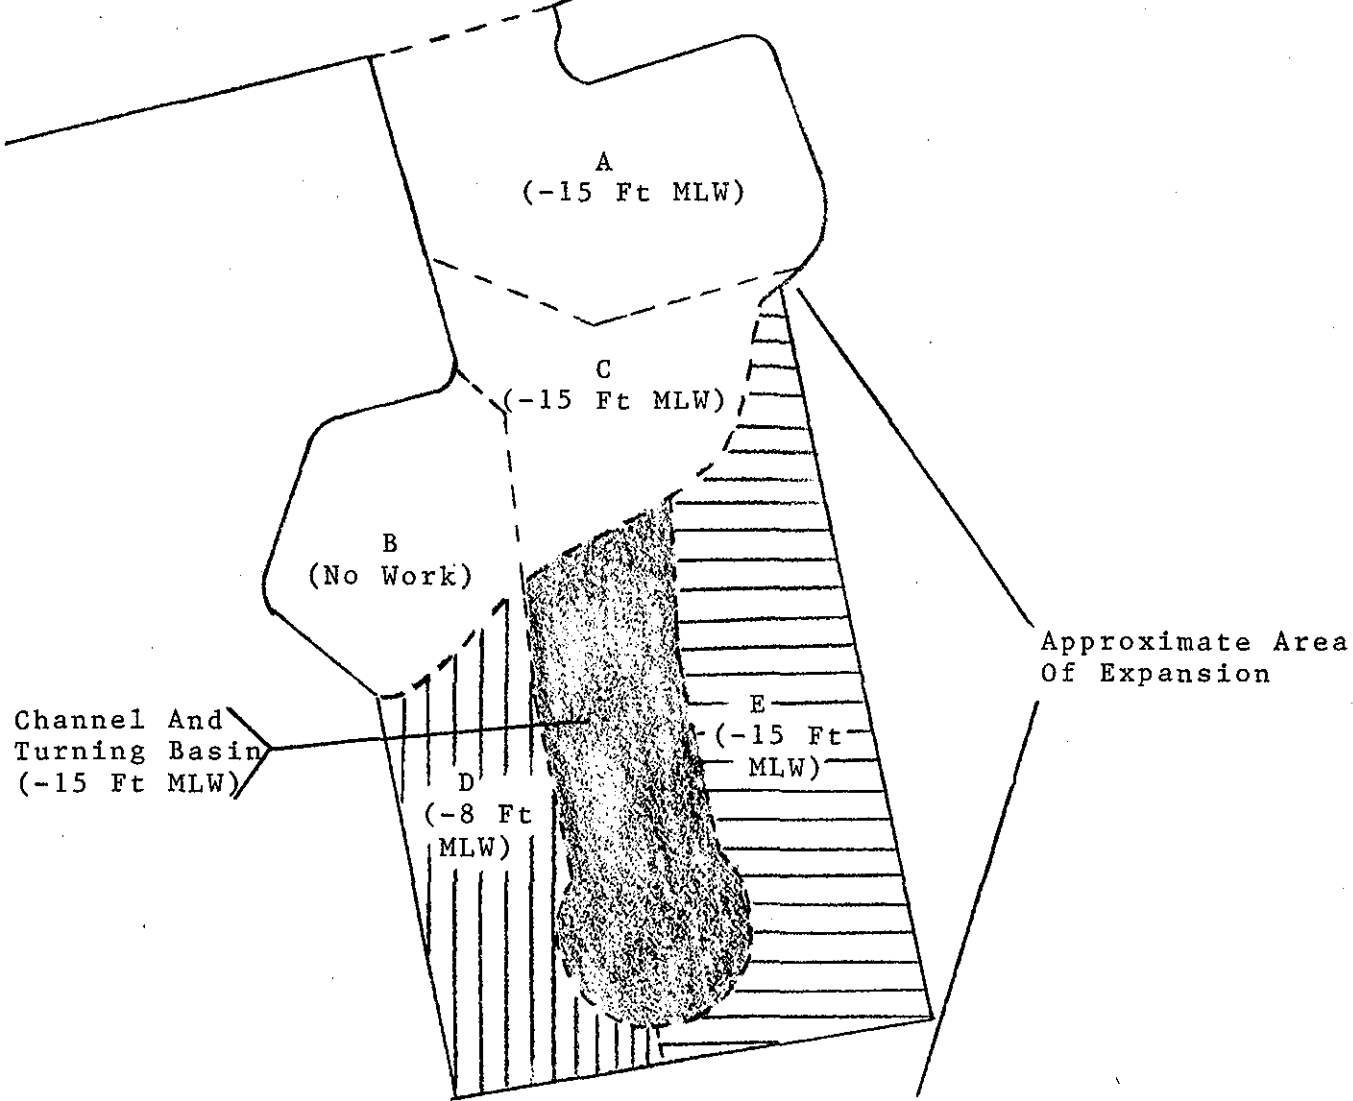 A
(-15 Ft MLW)
C
(-15 Ft MLW)
B
(No Work)
Approximate Area
Of Expansion
Channel And
Turning Basin
(-15 Ft MLW)
E
(-15 Ft
MLW)
D
(-8 Ft
MLW)